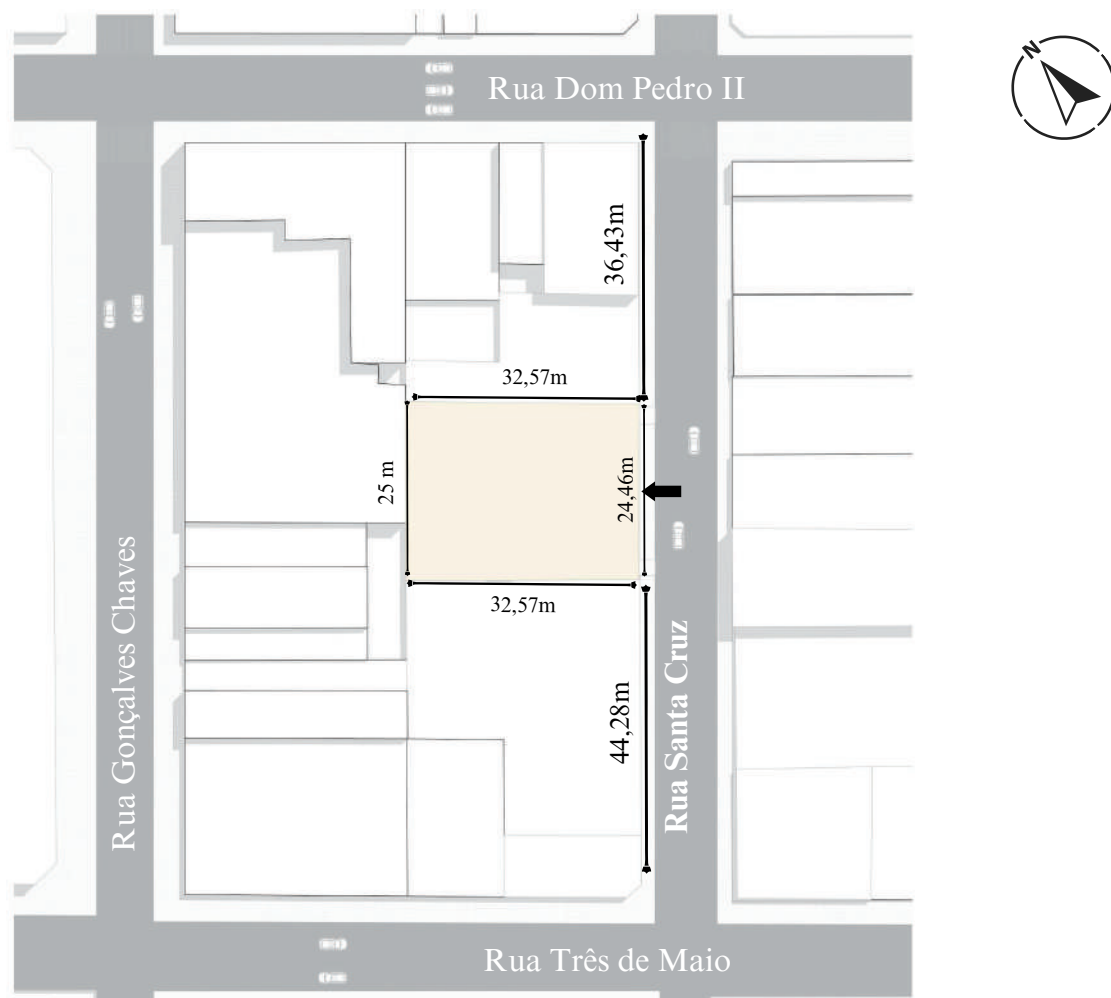 Rua Dom Pedro II
N
36,43m
32,57m
25 m
24,46m
32,57m
44,28m
Rua Gonçalves Chaves
Rua Santa Cruz
Rua Três de Maio